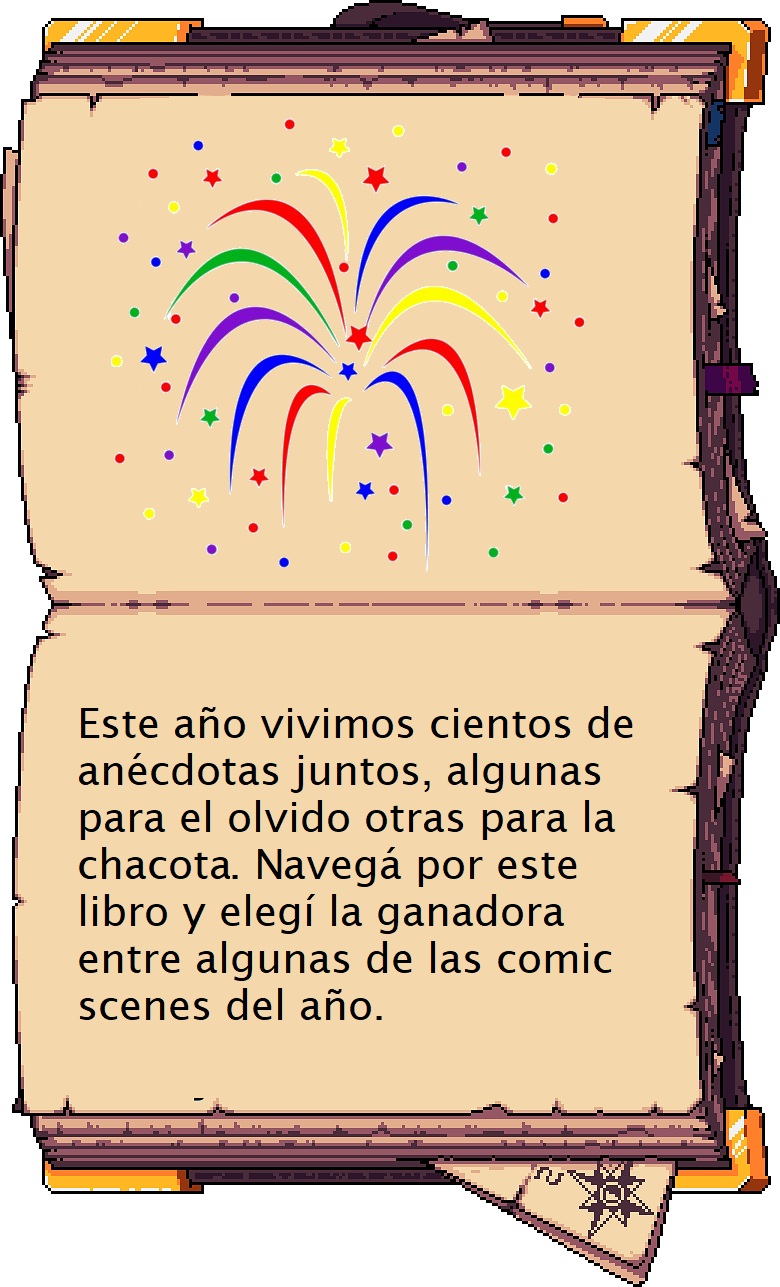 Este año vivimos cientos de
anécdotas juntos, algunas
para el olvido otras para la
chacota. Navegá por este
libro y elegí la ganadora
entre algunas de las comic
scenes del año.